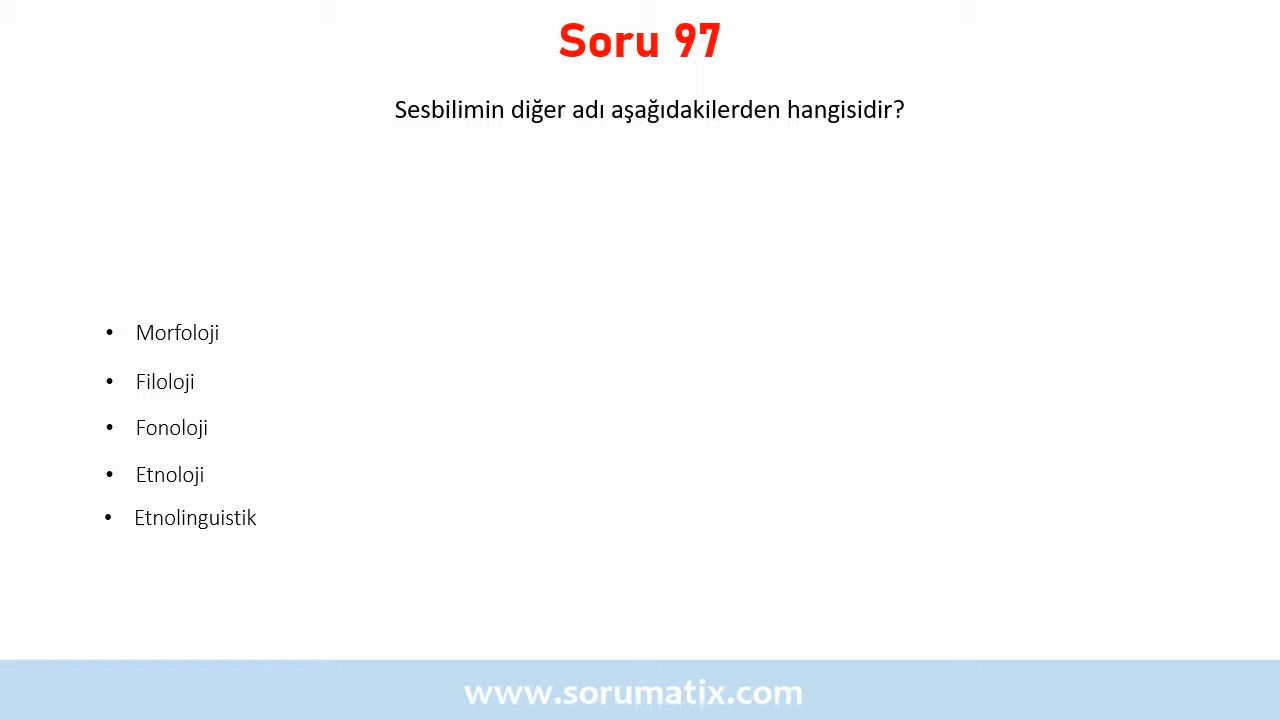 Soru 97
Sesbilimin diğer adı aşağıdakilerden hangisidir?
• Morfoloji
• Filoloji
• Fonoloji
• Etnoloji
• Etnolinguistik
www.sorumatix.com